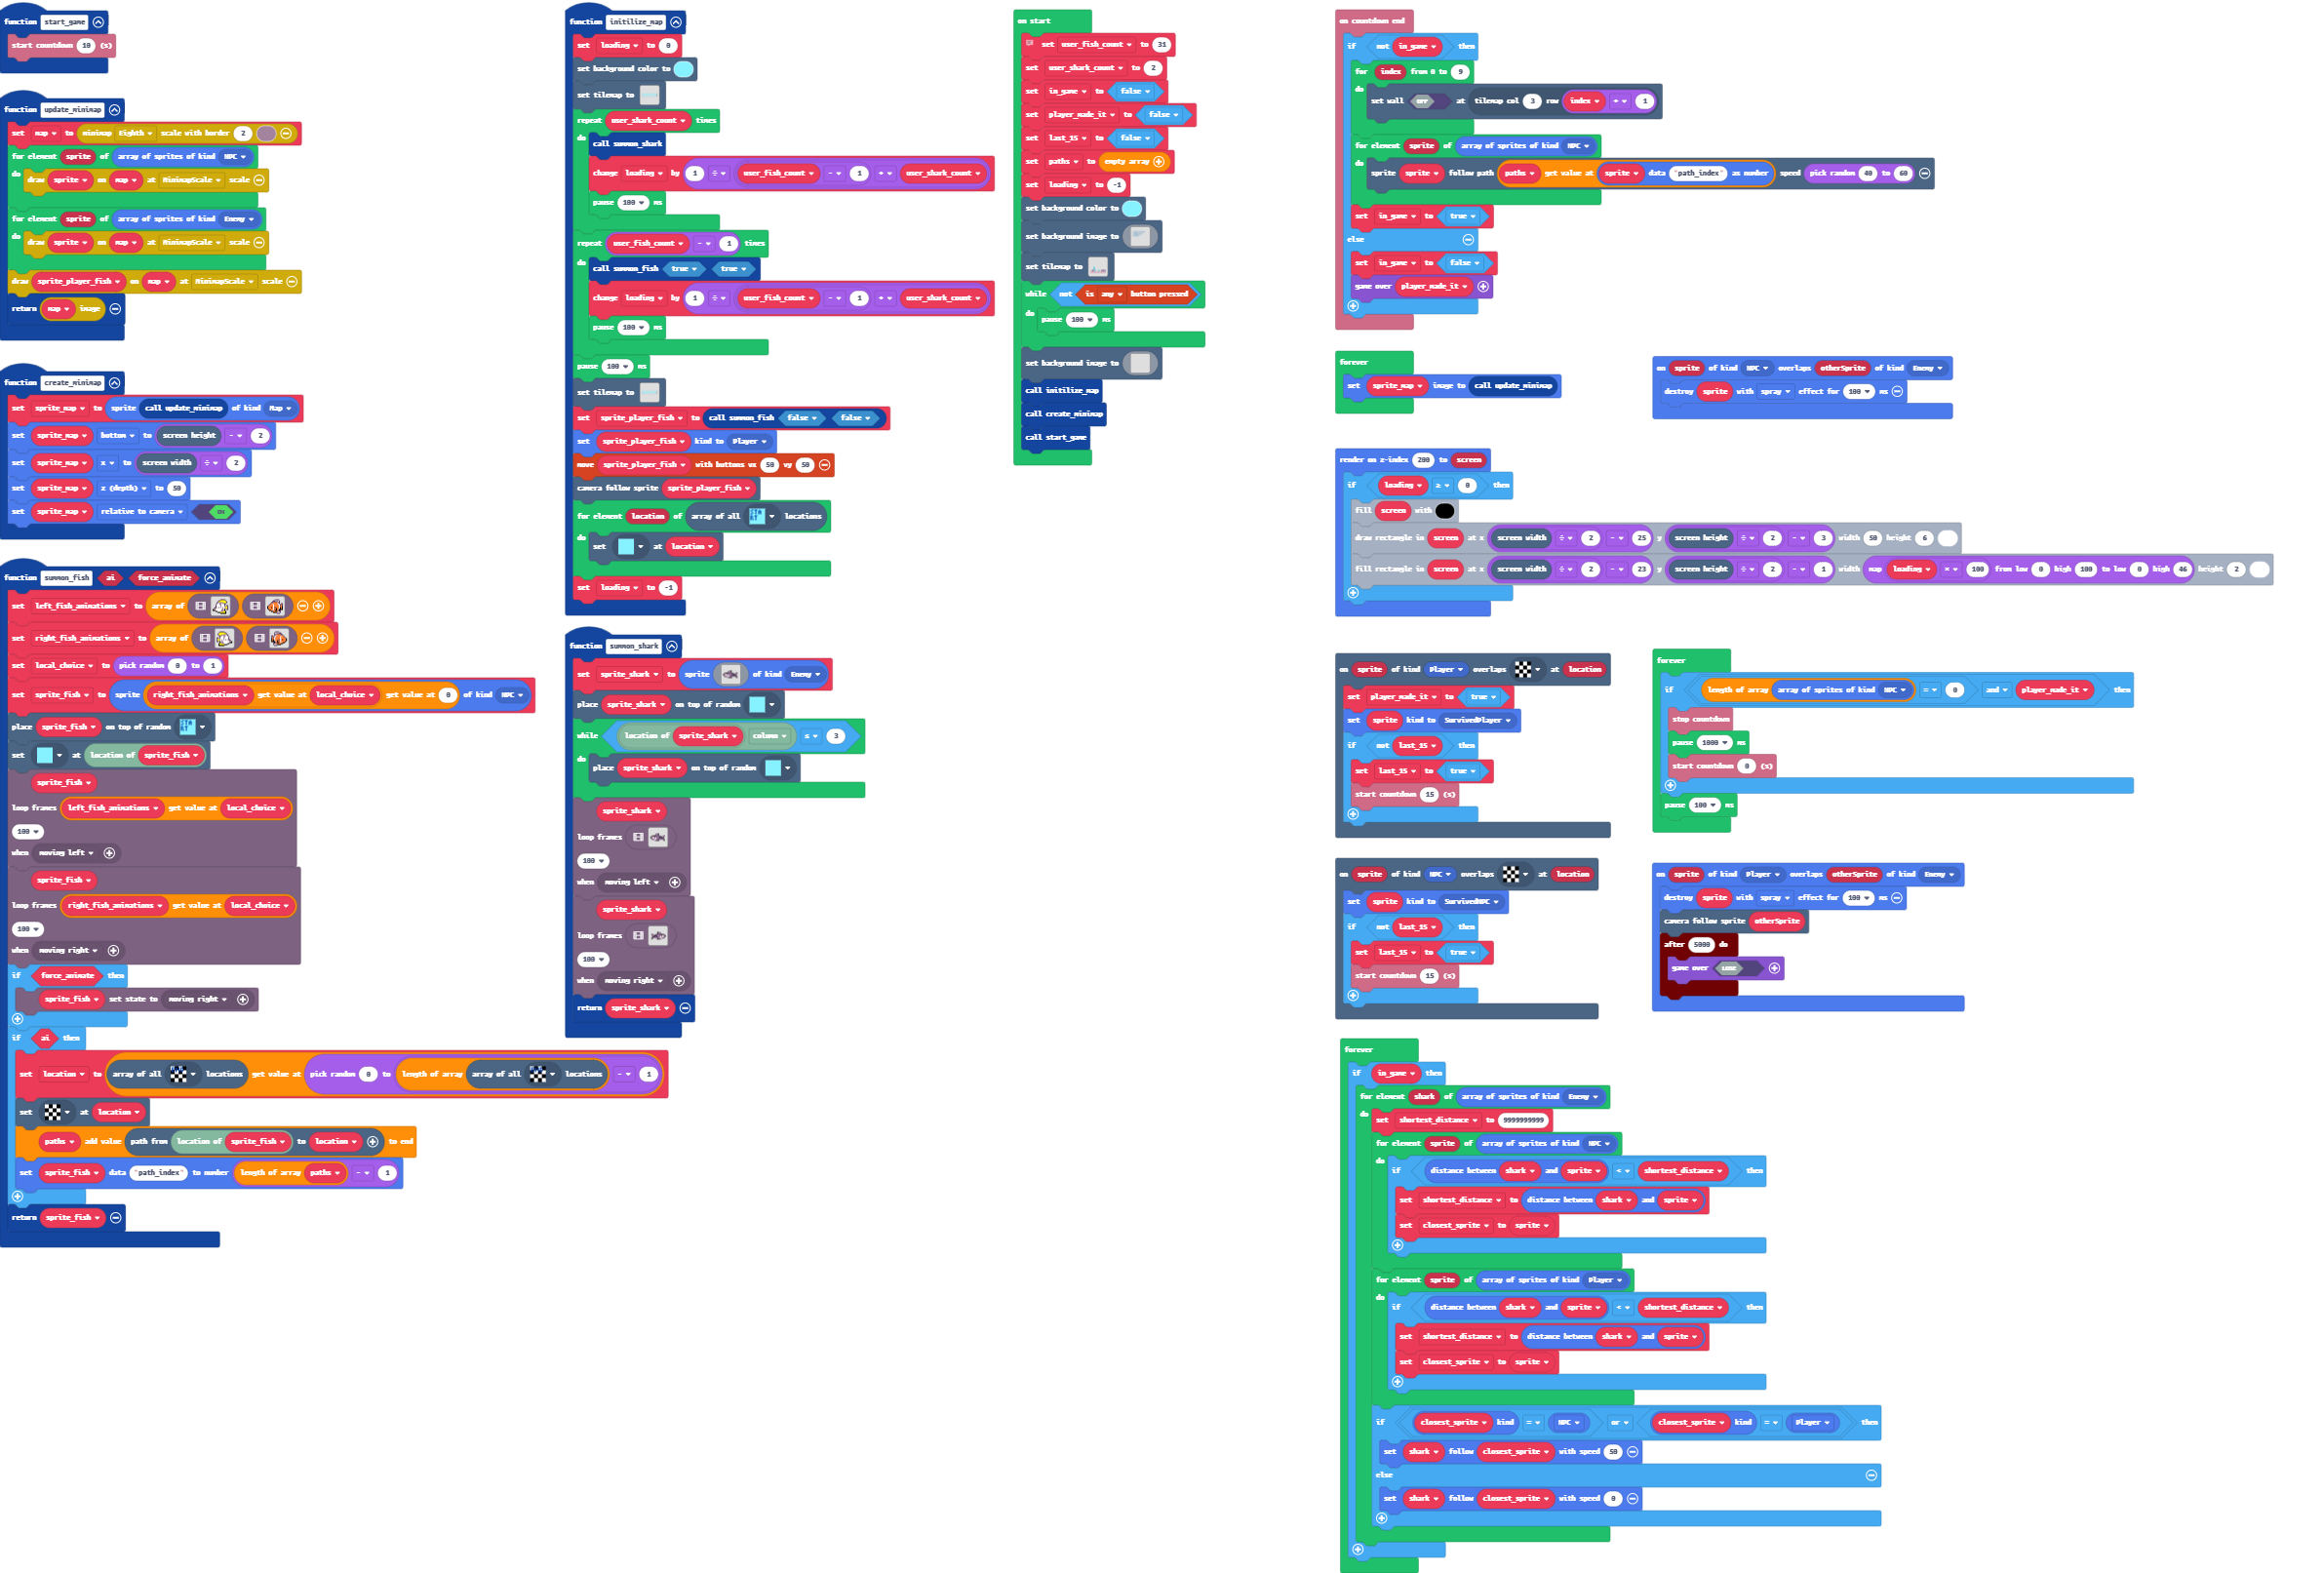 function start_game
start countdown 10 (s)
function update_minimap
set map to minimap Eighth scale with border 2
for element sprite of array of sprites of kind NPC
do draw sprite on map at MinimapScale scale
for element sprite of array of sprites of kind Enemy
do draw sprite on map at MinimapScale scale
draw sprite_player_fish on map at MinimapScale scale
return map image
function create_minimap
set sprite_map to sprite call update_minimap of kind Map
set sprite_map bottom to screen height - 2
set sprite_map x to screen width ÷ 2
set sprite_map z (depth) to 50
set sprite_map relative to camera ON
function summon_fish ai force_animate
set left_fish_animations to array of
set right_fish_animations to array of
set local_choice to pick random 0 to 1
set sprite_fish to sprite right_fish_animations get value at local_choice get value at 0 of kind NPC
place sprite_fish on top of random
set at location of sprite_fish
sprite_fish
loop frames left_fish_animations get value at local_choice
100
when moving left
sprite_fish
loop frames right_fish_animations get value at local_choice
100
when moving right
if force_animate then
sprite_fish set state to moving right
if ai then
set location to array of all locations get value at pick random 0 to length of array array of all locations - 1
set at location
paths add value path from location of sprite_fish to location to end
set sprite_fish data "path_index" to number length of array paths - 1
return sprite_fish
function initilize_map
set loading to 0
set background color to
set tilemap to
repeat user_shark_count times
do call summon_shark
change loading by 1 ÷ user_fish_count - 1 + user_shark_count
pause 100 ms
repeat user_fish_count - 1 times
do call summon_fish true true
change loading by 1 ÷ user_fish_count - 1 + user_shark_count
pause 100 ms
pause 100 ms
set tilemap to
set sprite_player_fish to call summon_fish false false
set sprite_player_fish kind to Player
move sprite_player_fish with buttons vx 50 vy 50
camera follow sprite sprite_player_fish
for element location of array of all locations
do set at location
set loading to -1
function summon_shark
set sprite_shark to sprite of kind Enemy
place sprite_shark on top of random
while location of sprite_shark column ≤ 3
do place sprite_shark on top of random
sprite_shark
loop frames
100
when moving left
sprite_shark
loop frames
100
when moving right
return sprite_shark
on start
set user_fish_count to 31
set user_shark_count to 2
set in_game to false
set player_made_it to false
set last_15 to false
set paths to empty array
set loading to -1
set background color to
set background image to
set tilemap to
while not is any button pressed
do pause 100 ms
set background image to
call initilize_map
call create_minimap
call start_game
on countdown end
if not in_game then
for index from 0 to 9
do set wall OFF at tilemap col 3 row index + 1
for element sprite of array of sprites of kind NPC
do sprite sprite follow path paths get value at sprite data "path_index" as number speed pick random 40 to 60
set in_game to true
else
set in_game to false
game over player_made_it
forever
set sprite_map image to call update_minimap
on sprite of kind NPC overlaps otherSprite of kind Enemy
destroy sprite with spray effect for 100 ms
render on z-index 200 to screen
if loading ≥ 0 then
fill screen with
draw rectangle in screen at x screen width ÷ 2 - 25 y screen height ÷ 2 - 3 width 50 height 6
fill rectangle in screen at x screen width ÷ 2 - 23 y screen height ÷ 2 - 1 width map loading × 100 from low 0 high 100 to low 0 high 46 height 2
on sprite of kind Player overlaps at location
set player_made_it to true
set sprite kind to SurvivedPlayer
if not last_15 then
set last_15 to true
start countdown 15 (s)
forever
if length of array array of sprites of kind NPC = 0 and player_made_it then
stop countdown
pause 1000 ms
start countdown 0 (s)
pause 100 ms
on sprite of kind NPC overlaps at location
set sprite kind to SurvivedNPC
if not last_15 then
set last_15 to true
start countdown 15 (s)
on sprite of kind Player overlaps otherSprite of kind Enemy
destroy sprite with spray effect for 100 ms
camera follow sprite otherSprite
after 5000 do
game over LOSE
forever
if in_game then
for element shark of array of sprites of kind Enemy
do set shortest_distance to 9999999999
for element sprite of array of sprites of kind NPC
do if distance between shark and sprite < shortest_distance then
set shortest_distance to distance between shark and sprite
set closest_sprite to sprite
for element sprite of array of sprites of kind Player
do if distance between shark and sprite < shortest_distance then
set shortest_distance to distance between shark and sprite
set closest_sprite to sprite
if closest_sprite kind = NPC or closest_sprite kind = Player then
set shark follow closest_sprite with speed 50
else
set shark follow closest_sprite with speed 0